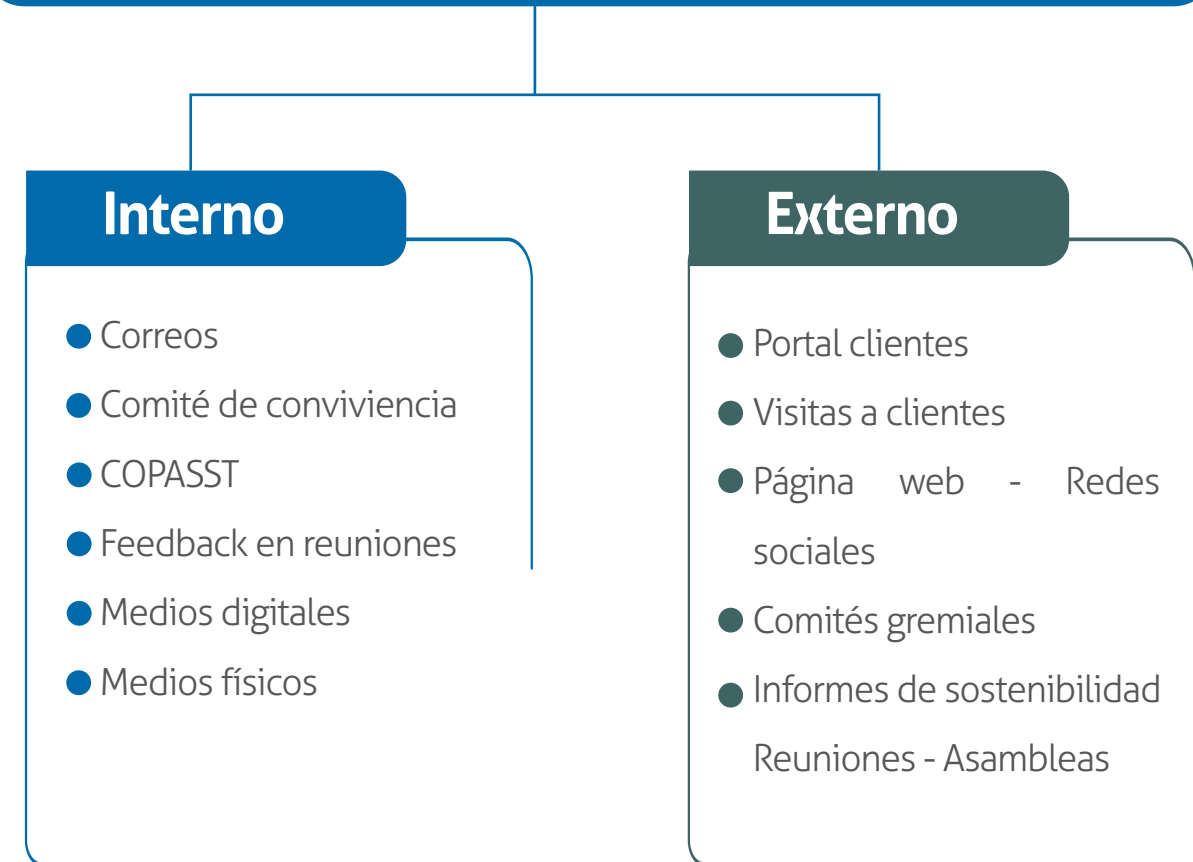 Interno
Correos
Comité de conviviencia
COPASST
Feedback en reuniones
Medios digitales
Medios físicos
Externo
Portal clientes
Visitas a clientes
Página web - Redes
sociales
Comités gremiales
Informes de sostenibilidad
Reuniones - Asambleas